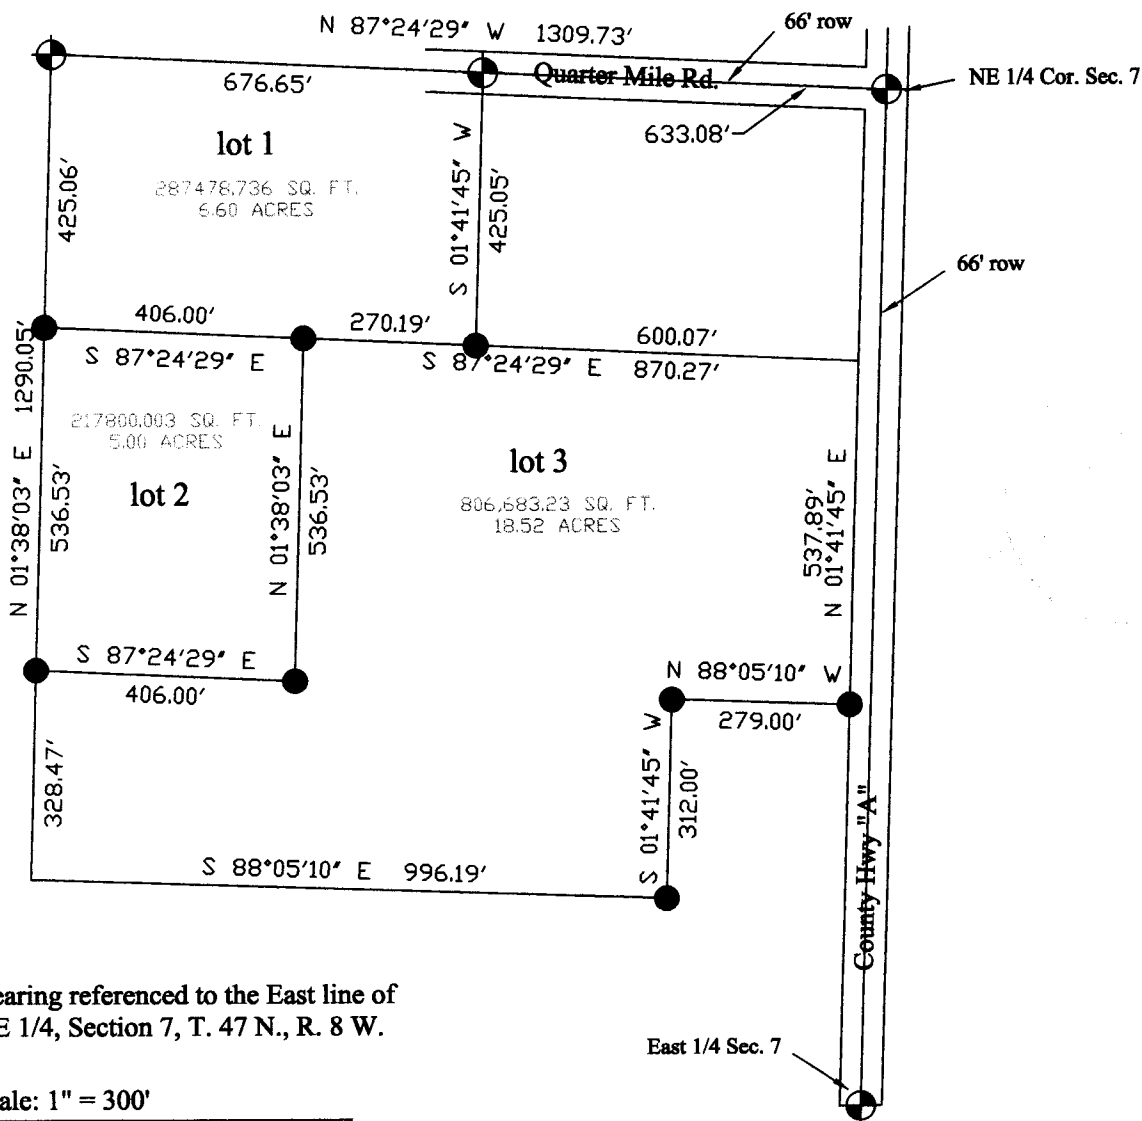 N 87°24'29" W 1309.73'
66' row
Quarter Mile Rd.
NE 1/4 Cor. Sec. 7
676.65'
633.08'
lot 1
287478.736 SQ. FT.
6.60 ACRES
425.06'
S 01°41'45" W
425.05'
66' row
406.00'
270.19'
600.07'
S 87°24'29" E
S 87°24'29" E 870.27'
N 01°38'03" E 1290.05'
217800.003 SQ. FT.
5.00 ACRES
lot 2
536.53'
N 01°38'03" E
536.53'
lot 3
806,683.23 SQ. FT.
18.52 ACRES
537.89'
N 01°41'45" E
S 87°24'29" E
406.00'
N 88°05'10" W
279.00'
328.47'
S 01°41'45" W
312.00'
S 88°05'10" E 996.19'
County Hwy "A"
earing referenced to the East line of
E 1/4, Section 7, T. 47 N., R. 8 W.
East 1/4 Sec. 7
ale: 1" = 300'